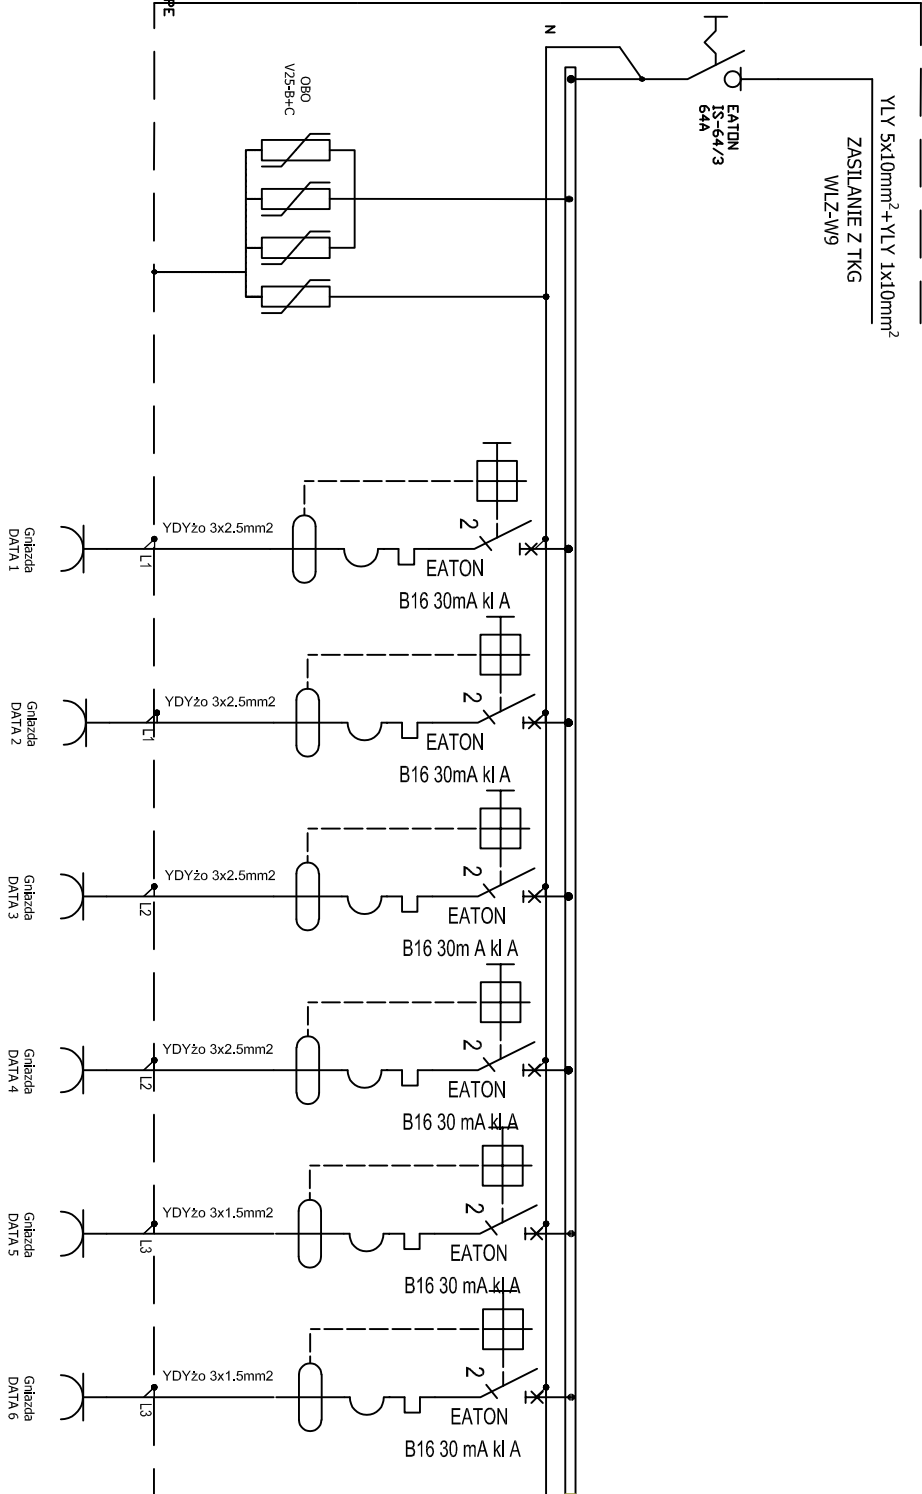 PE
N
EATON
IS-64/3
64A
YLY 5x10mm²+YLY 1x10mm²
ZASILANIE Z TKG
WLZ-W9
OBO
V25-B+C
2
EATON
B16 30mA kl A
YDYżo 3x2.5mm2
L1
Gniazda
DATA 1
2
EATON
B16 30mA kl A
YDYżo 3x2.5mm2
L1
Gniazda
DATA 2
2
EATON
B16 30m A kl A
YDYżo 3x2.5mm2
L2
Gniazda
DATA 3
2
EATON
B16 30 mA kl A
YDYżo 3x2.5mm2
L2
Gniazda
DATA 4
2
EATON
B16 30 mA kl A
YDYżo 3x1.5mm2
L3
Gniazda
DATA 5
2
EATON
B16 30 mA kl A
YDYżo 3x1.5mm2
L3
Gniazda
DATA 6